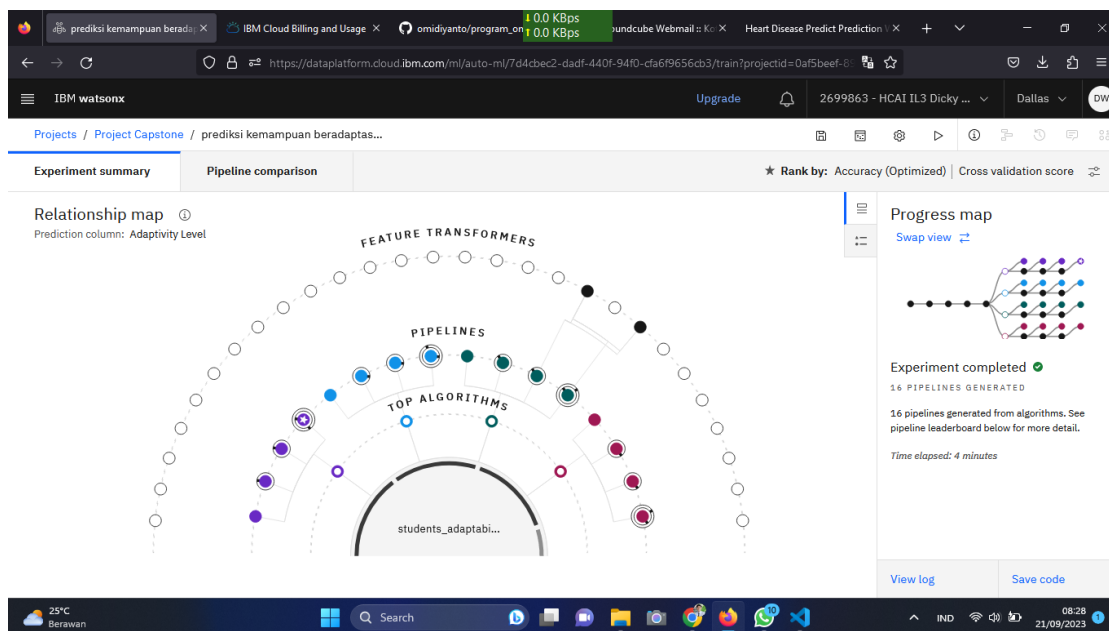 prediksi kemampuan beradap
IBM Cloud Billing and Usage
omidiyanto/program_on
0.0 KBps
0.0 KBps
undcube Webmail :: Ko
Heart Disease Predict Prediction
https://dataplatform.cloud.ibm.com/ml/auto-ml/7d4cbec2-dadf-440f-94f0-cfa6f9656cb3/train?projectid=0af5beef-8
IBM watsonx
Upgrade
2699863 - HCAI IL3 Dicky ...
Dallas
DW
Projects / Project Capstone / prediksi kemampuan beradaptas...
Experiment summary
Pipeline comparison
Rank by: Accuracy (Optimized) | Cross validation score
Relationship map
Prediction column: Adaptivity Level
FEATURE TRANSFORMERS
PIPELINES
TOP ALGORITHMS
students_adaptabi...
Progress map
Swap view
Experiment completed
16 PIPELINES GENERATED
16 pipelines generated from algorithms. See
pipeline leaderboard below for more detail.
Time elapsed: 4 minutes
View log
Save code
25°C
Berawan
Search
10
IND
08:28
21/09/2023
1